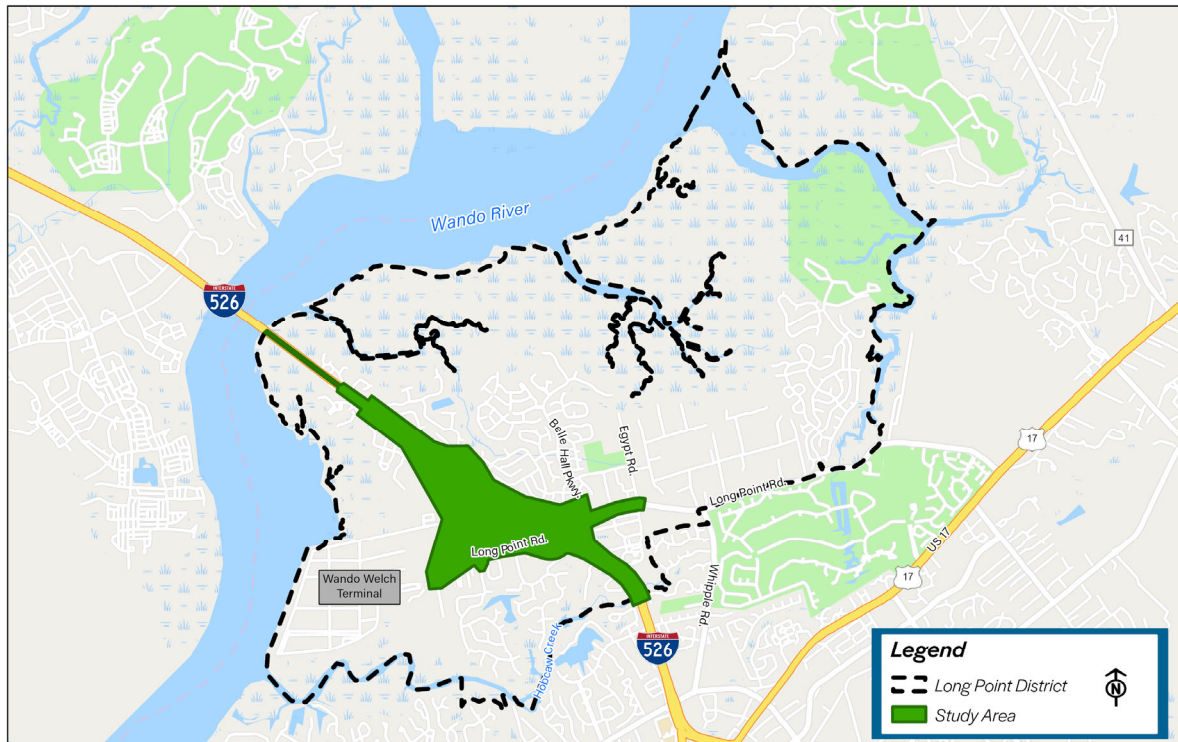 Wando River
41
INTERSTATE
526
17
Belle Hall Pkwy.
Egypt Rd.
Long Point Rd.
Long Point Rd.
US 17
17
Wando Welch
Terminal
Whipple Rd.
Hobcaw Creek
INTERSTATE
526
Legend
Long Point District
Study Area
N